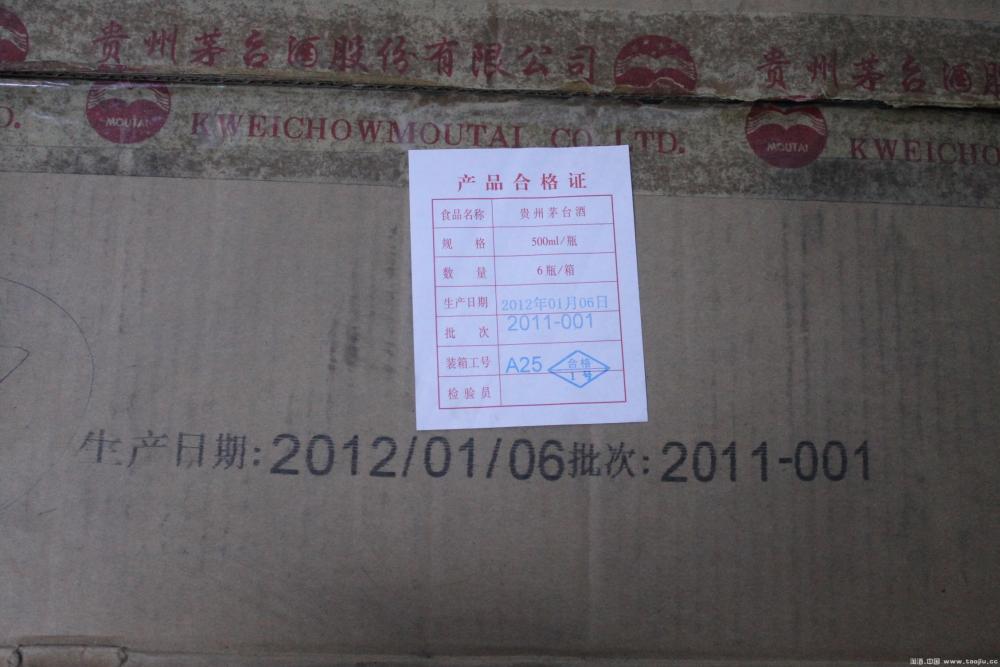 贵州茅台酒股份有限公司 贵州茅台酒股
D. MOUTAI KWEICHOWMOUTAI CO. LTD. MOUTAI KWEICHO
产品合格证
食品名称 贵州茅台酒
规 格 500ml/瓶
数 量 6瓶/箱
生产日期 2012年01月06日
批 次 2011-001
装箱工号 A25 合格
1号
检验员
生产日期:2012/01/06批次:2011-001
国酒.中国 www.taojiu.cc